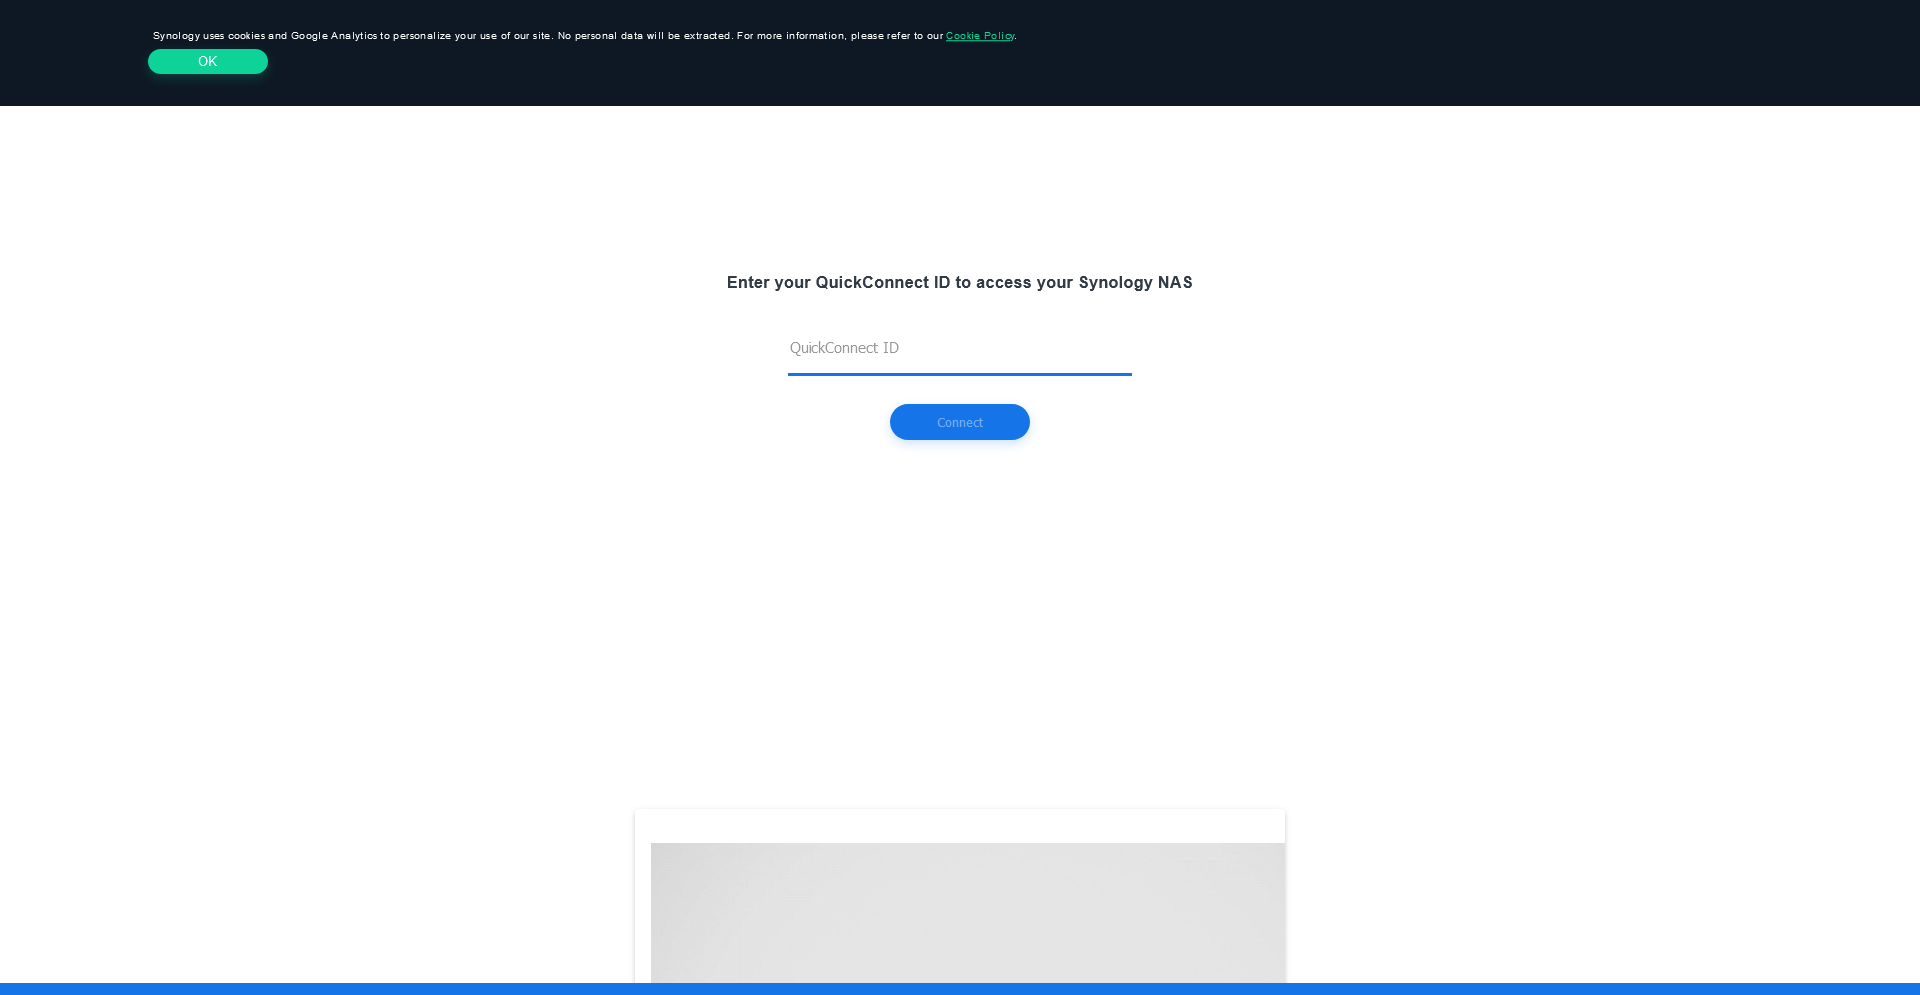 Synology uses cookies and Google Analytics to personalize your use of our site. No personal data will be extracted. For more information, please refer to our Cookie Policy.
OK
Enter your QuickConnect ID to access your Synology NAS
QuickConnect ID
Connect